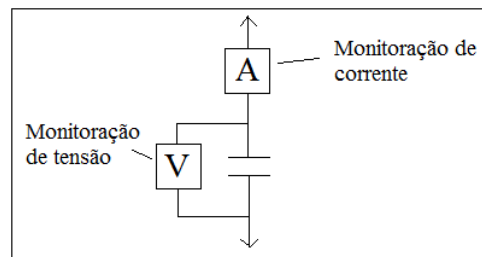 A
Monitoração de
corrente
Monitoração
de tensão
V